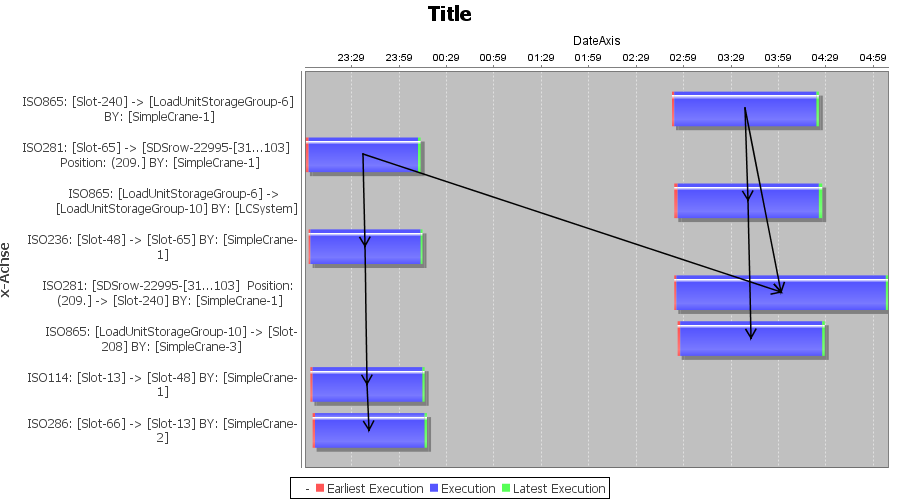 Title
DateAxis
23:29 23:59 00:29 00:59 01:29 01:59 02:29 02:59 03:29 03:59 04:29 04:59
x-Achse
ISO865: [Slot-240] -> [LoadUnitStorageGroup-6]
BY: [SimpleCrane-1]
ISO281: [Slot-65] -> [SDSrow-22995-[31...103]
Position: (209.] BY: [SimpleCrane-1]
ISO865: [LoadUnitStorageGroup-6] ->
[LoadUnitStorageGroup-10] BY: [LCSystem]
ISO236: [Slot-48] -> [Slot-65] BY: [SimpleCrane-
1]
ISO281: [SDSrow-22995-[31...103] Position:
(209.] -> [Slot-240] BY: [SimpleCrane-1]
ISO865: [LoadUnitStorageGroup-10] -> [Slot-
208] BY: [SimpleCrane-3]
ISO114: [Slot-13] -> [Slot-48] BY: [SimpleCrane-
1]
ISO286: [Slot-66] -> [Slot-13] BY: [SimpleCrane-
2]
- Earliest Execution Execution Latest Execution